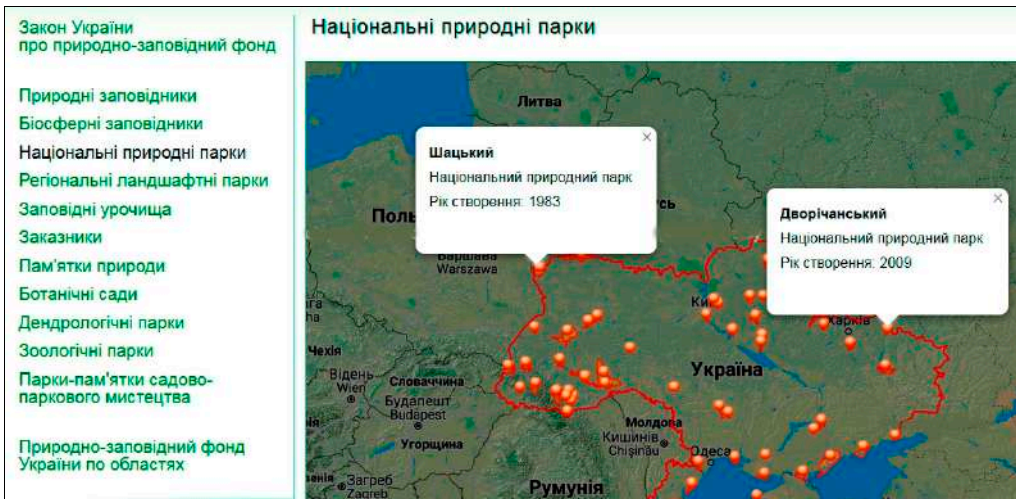 Закон України
про природно-заповідний фонд
Природні заповідники
Біосферні заповідники
Національні природні парки
Регіональні ландшафтні парки
Заповідні урочища
Заказники
Пам'ятки природи
Ботанічні сади
Дендрологічні парки
Зоологічні парки
Парки-пам'ятки садово-
паркового мистецтва
Природно-заповідний фонд
України по областях
Національні природні парки
Литва
Шацький
Національний природний парк
Рік створення: 1983
Поль
сь
Дворічанський
Національний природний парк
Рік створення: 2009
Варшава
Warszawa
Ки
Харків
Чехія
Відень
Wien
Словаччина
Будапешт
Budapest
Угорщина
Україна
Молдова
Кишинів
Chișinău
Одеса
Загреб
Zagreb
Румунія